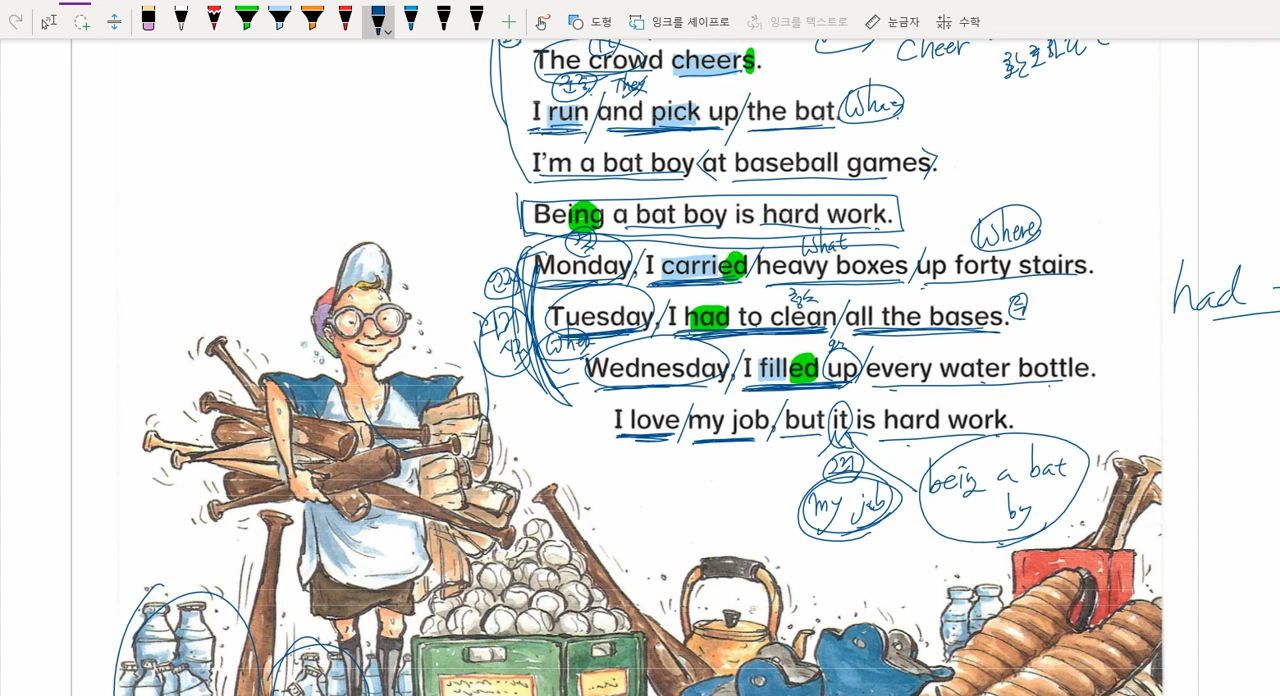 도형
잉크를 셰이프로
잉크를 텍스트로
눈금자
수학
Cheer
The crowd cheers.
They
I run and pick up the bat.
I'm a bat boy at baseball games.
Being a bat boy is hard work.
Where
What
Monday, I carried heavy boxes up forty stairs.
had
Tuesday, I had to clean all the bases.
When
Wednesday, I filled up every water bottle.
I love my job, but it is hard work.
my job
being a bat
by